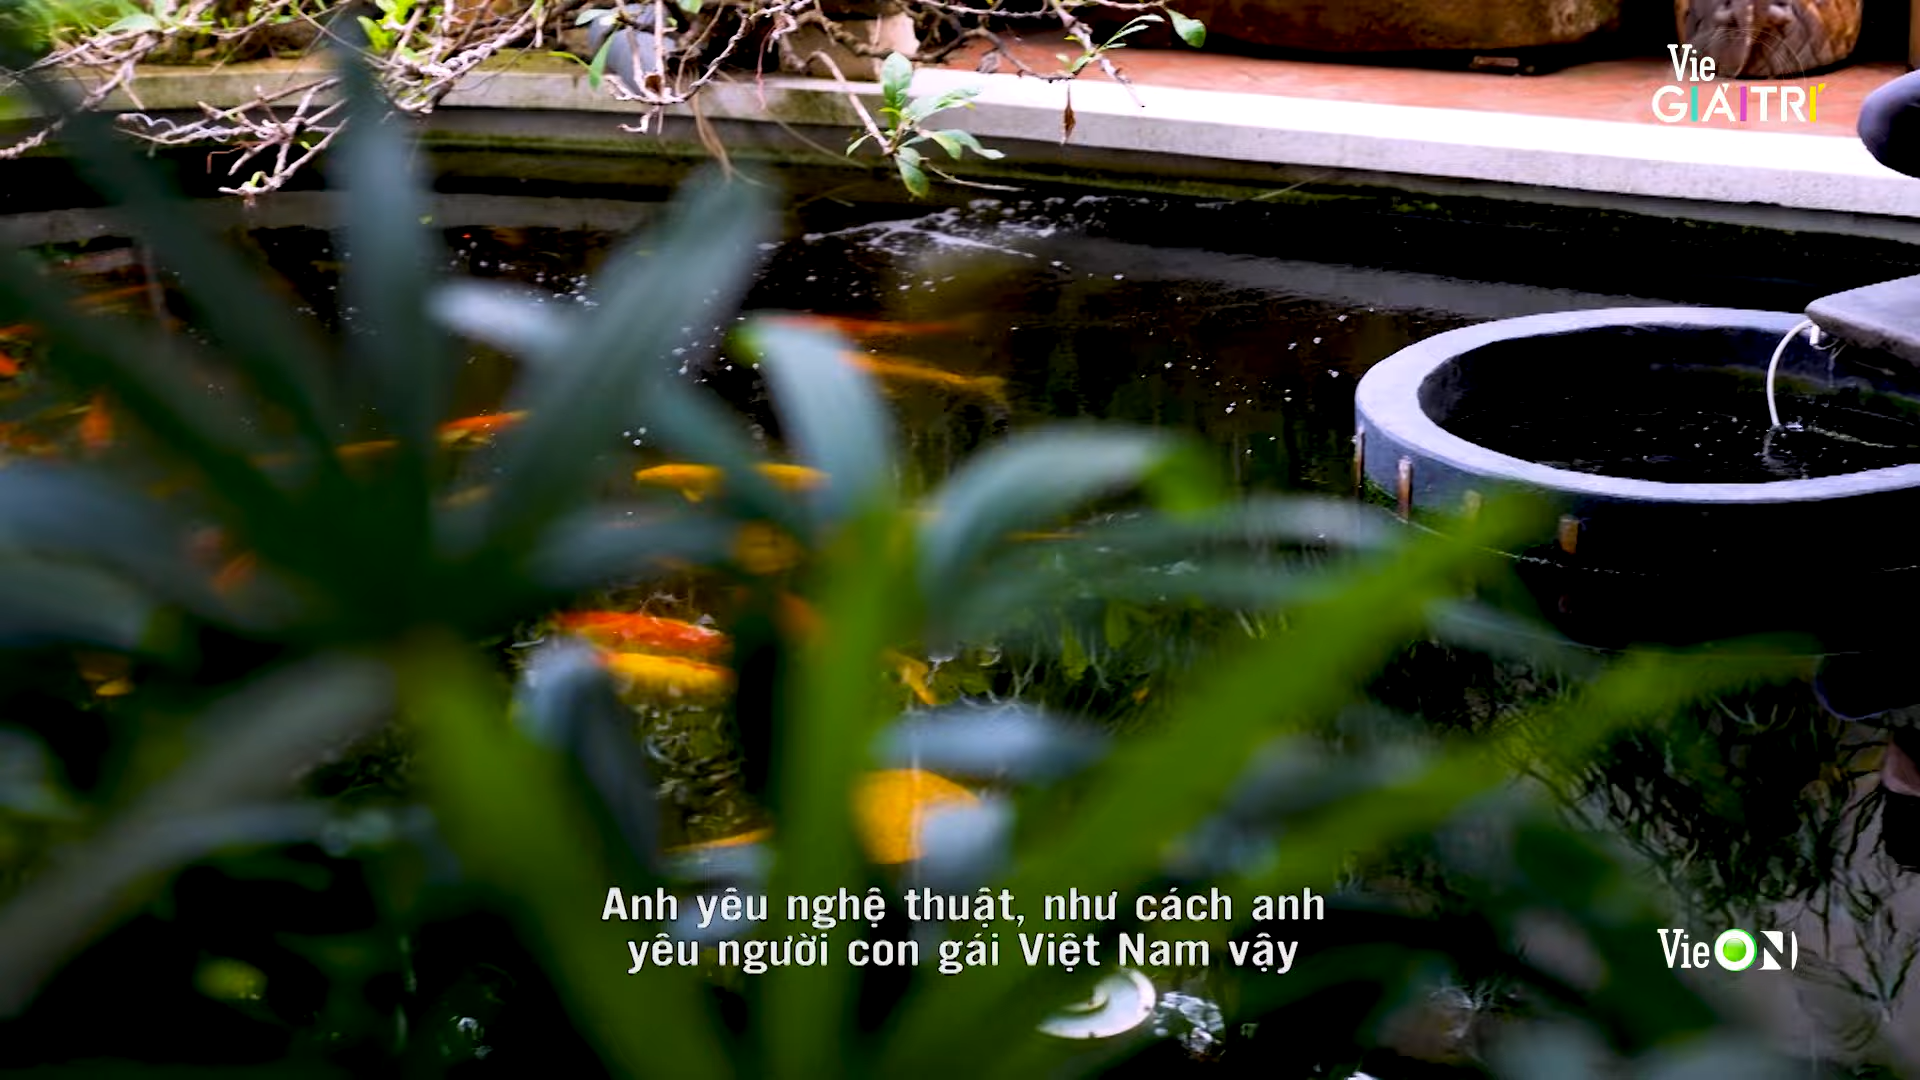 Vie
GIẢI TRÍ
Anh yêu nghệ thuật, như cách anh
yêu người con gái Việt Nam vậy
VieON